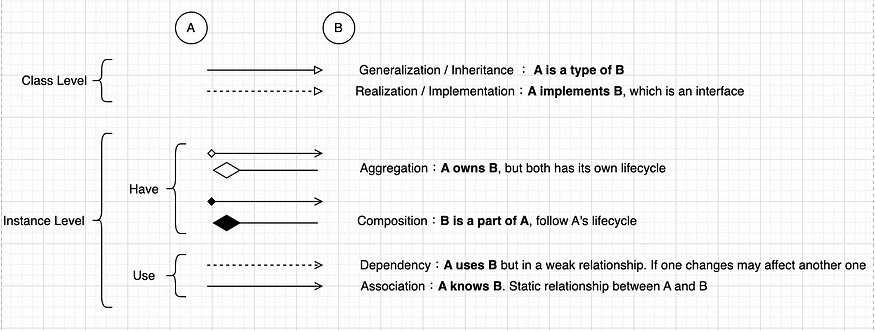 A
B
Class Level
Generalization / Inheritance : A is a type of B
Realization / Implementation : A implements B, which is an interface
Instance Level
Have
Aggregation : A owns B, but both has its own lifecycle
Composition : B is a part of A, follow A's lifecycle
Use
Dependency : A uses B but in a weak relationship. If one changes may affect another one
Association : A knows B. Static relationship between A and B